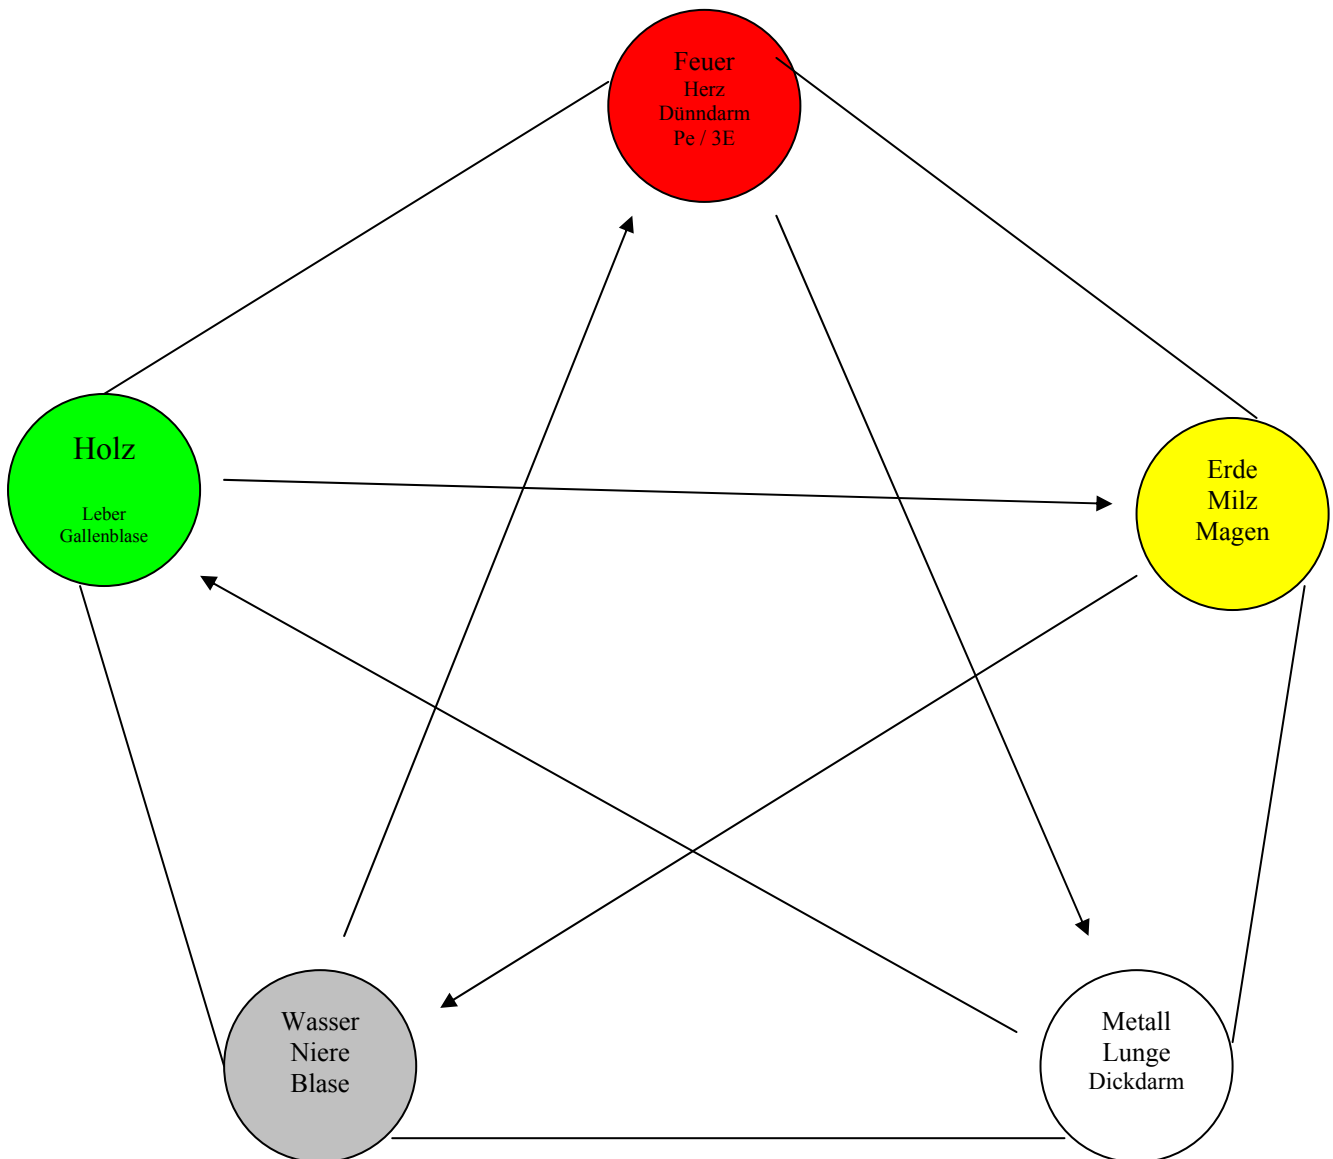 Feuer
Herz
Dünndarm
Pe / 3E
Holz
Leber
Gallenblase
Erde
Milz
Magen
Wasser
Niere
Blase
Metall
Lunge
Dickdarm